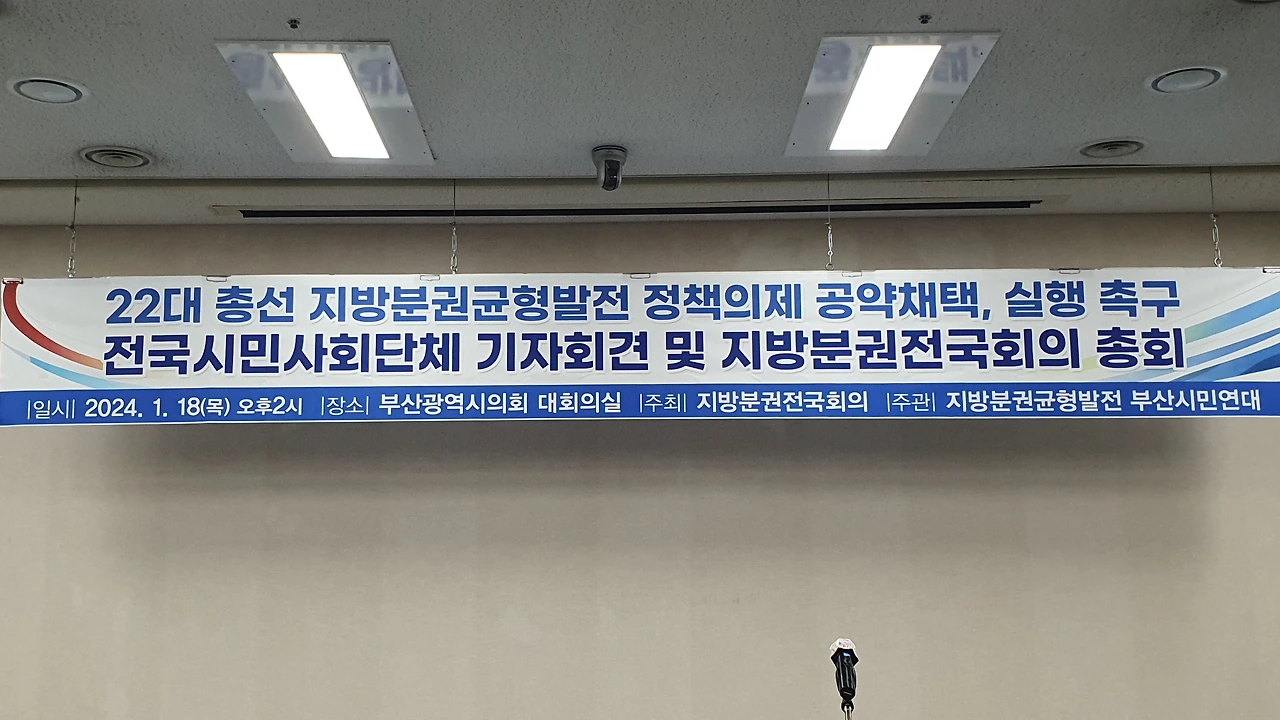 22대 총선 지방분권균형발전 정책의제 공약채택, 실행 촉구
전국시민사회단체 기자회견 및 지방분권전국회의 총회
|일시| 2024. 1. 18(목) 오후2시 |장소| 부산광역시의회 대회의실 |주최| 지방분권전국회의 |주관| 지방분권균형발전 부산시민연대